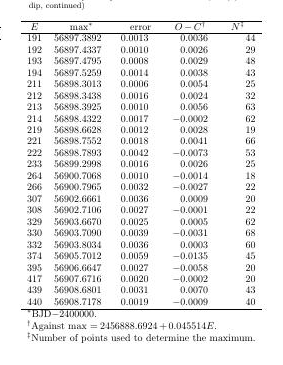 dip, continued)
E max* error O − C† N‡
191 56897.3892 0.0013 0.0036 44
192 56897.4337 0.0010 0.0026 29
193 56897.4795 0.0008 0.0029 48
194 56897.5259 0.0014 0.0038 43
211 56898.3013 0.0006 0.0054 25
212 56898.3438 0.0016 0.0024 32
213 56898.3925 0.0010 0.0056 63
214 56898.4322 0.0017 −0.0002 62
219 56898.6628 0.0012 0.0028 19
221 56898.7552 0.0018 0.0041 66
222 56898.7893 0.0042 −0.0073 53
233 56899.2998 0.0016 0.0026 25
264 56900.7068 0.0010 −0.0014 18
266 56900.7965 0.0032 −0.0027 22
307 56902.6661 0.0036 0.0009 20
308 56902.7106 0.0027 −0.0001 22
329 56903.6670 0.0025 0.0005 62
330 56903.7090 0.0039 −0.0031 68
332 56903.8034 0.0036 0.0003 60
374 56905.7012 0.0059 −0.0135 45
395 56906.6647 0.0027 −0.0058 20
417 56907.6716 0.0020 −0.0002 20
439 56908.6801 0.0031 0.0070 43
440 56908.7178 0.0019 −0.0009 40
*BJD−2400000.
†Against max = 2456888.6924 + 0.045514E.
‡Number of points used to determine the maximum.